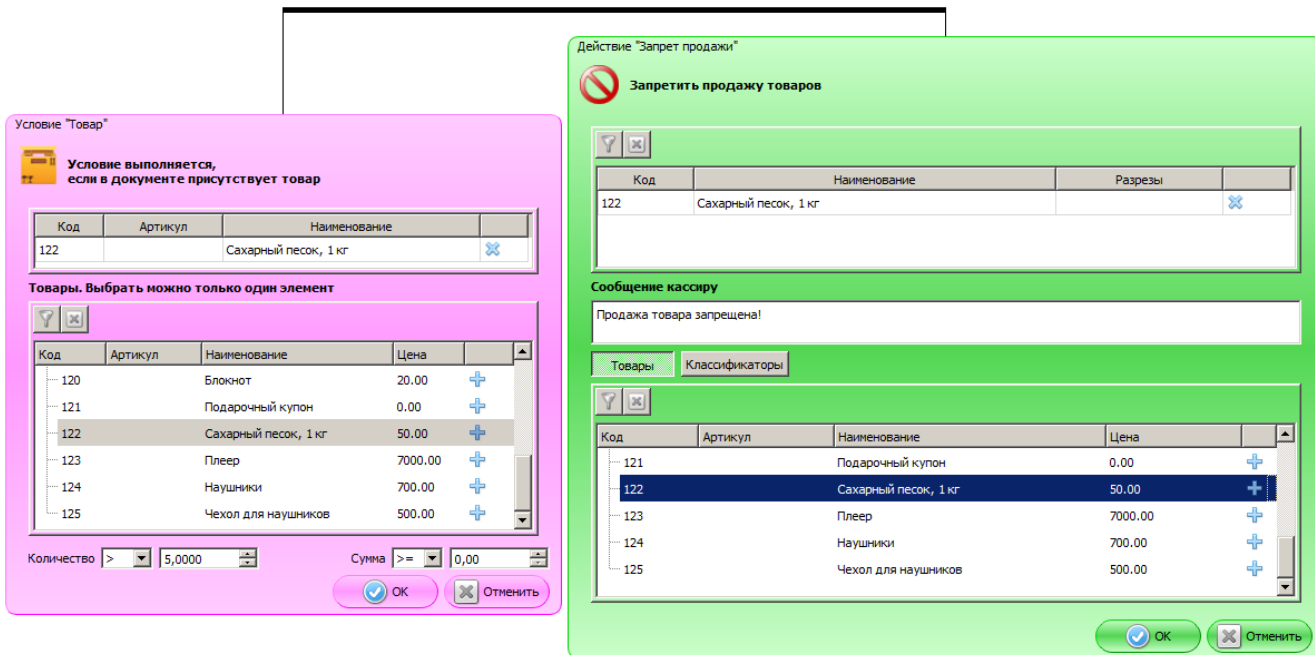 Условие "Товар"
Условие выполняется,
если в документе присутствует товар
Код Артикул Наименование
122 Сахарный песок, 1 кг
Товары. Выбрать можно только один элемент
Код Артикул Наименование Цена
120 Блокнот 20.00
121 Подарочный купон 0.00
122 Сахарный песок, 1 кг 50.00
123 Плеер 7000.00
124 Наушники 700.00
125 Чехол для наушников 500.00
Количество > 5,0000 Сумма >= 0,00
ОК Отменить
Действие "Запрет продажи"
Запретить продажу товаров
Код Наименование Разрезы
122 Сахарный песок, 1 кг
Сообщение кассиру
Продажа товара запрещена!
Товары Классификаторы
Код Артикул Наименование Цена
121 Подарочный купон 0.00
122 Сахарный песок, 1 кг 50.00
123 Плеер 7000.00
124 Наушники 700.00
125 Чехол для наушников 500.00
ОК Отменить